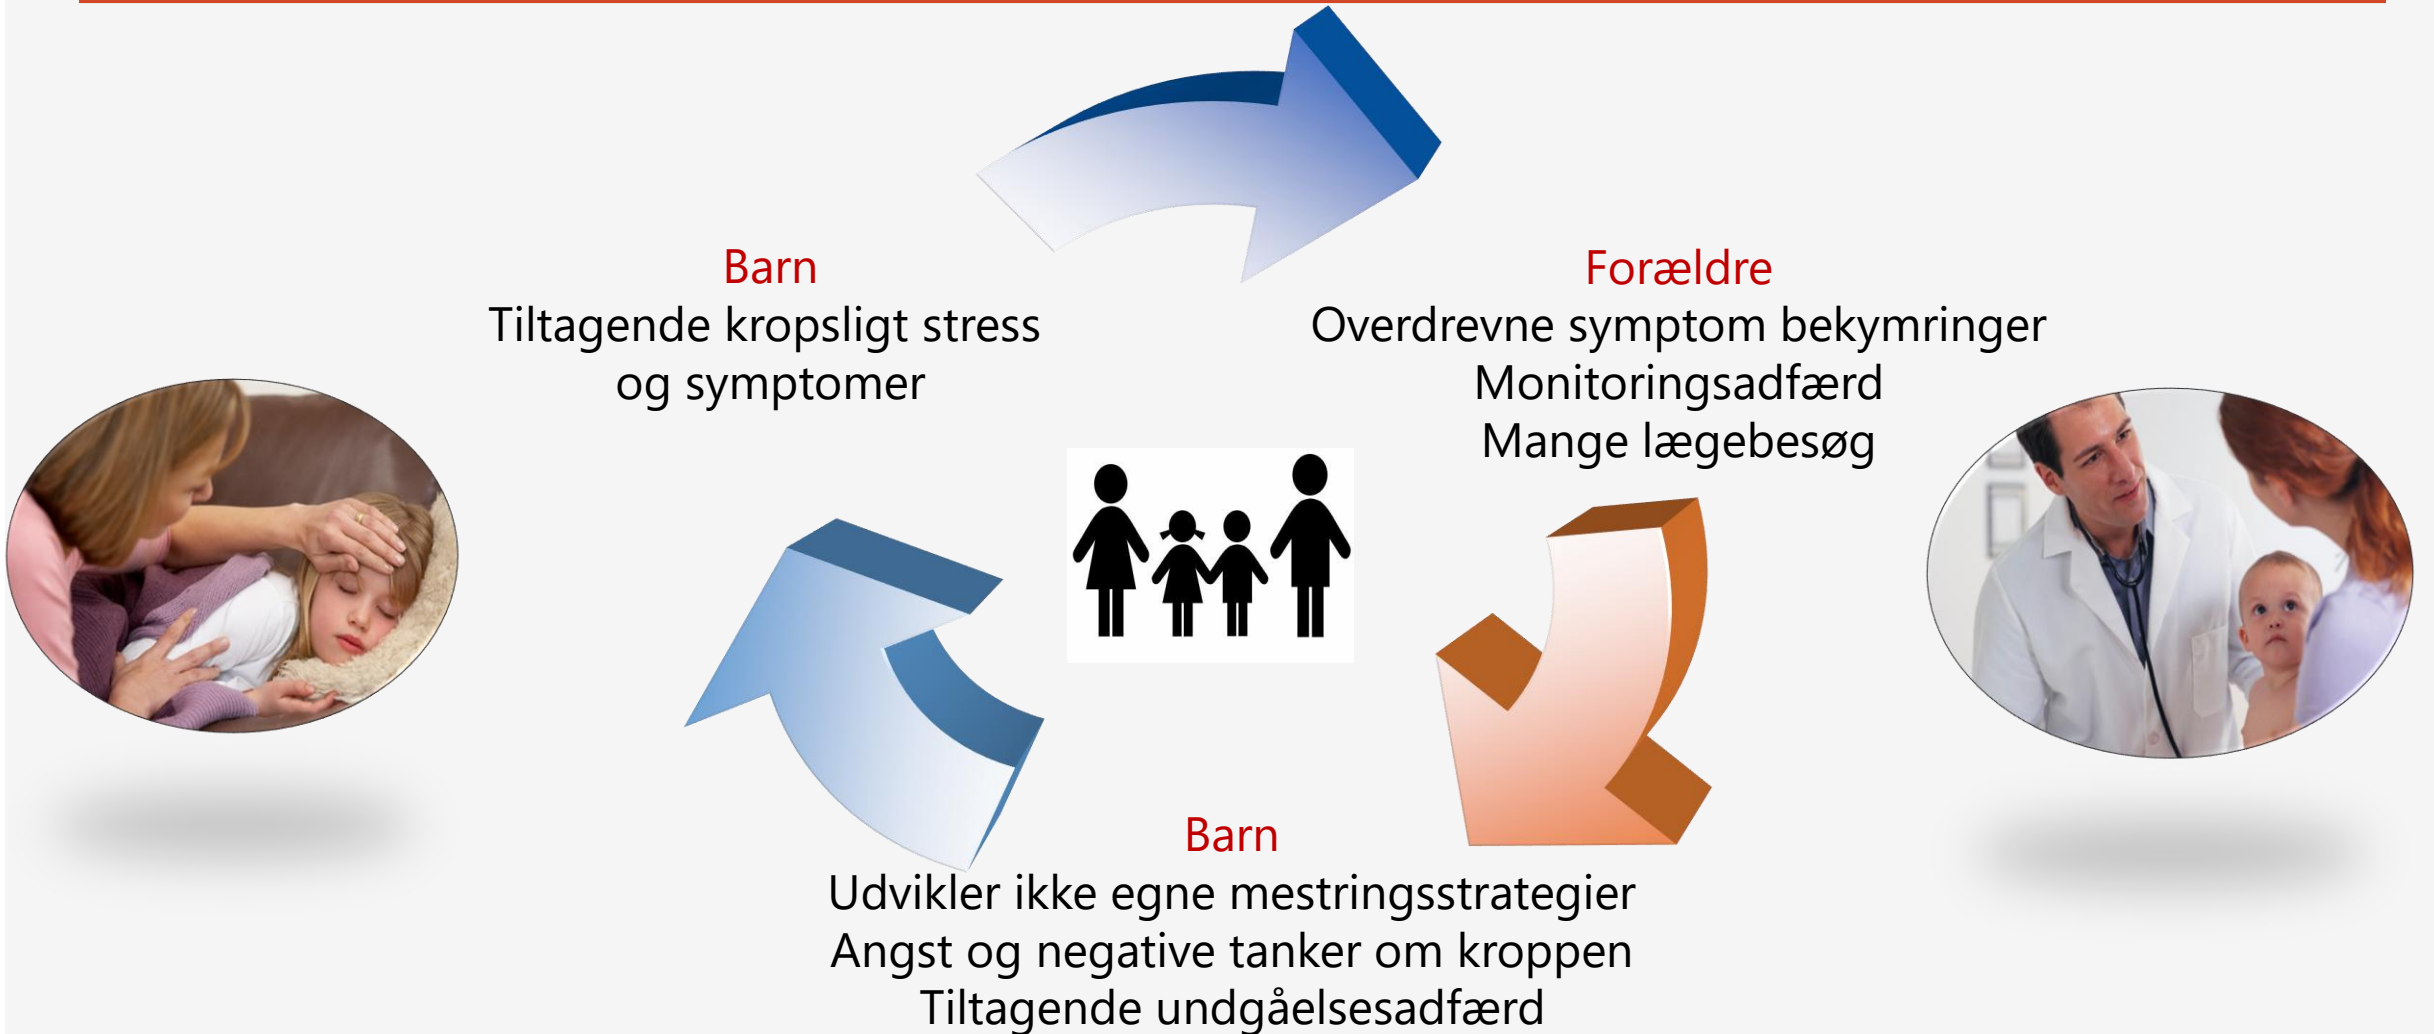 Barn
Tiltagende kropsligt stress
og symptomer
Forældre
Overdrevne symptom bekymringer
Monitoringsadfærd
Mange lægebesøg
Barn
Udvikler ikke egne mestringsstrategier
Angst og negative tanker om kroppen
Tiltagende undgåelsesadfærd